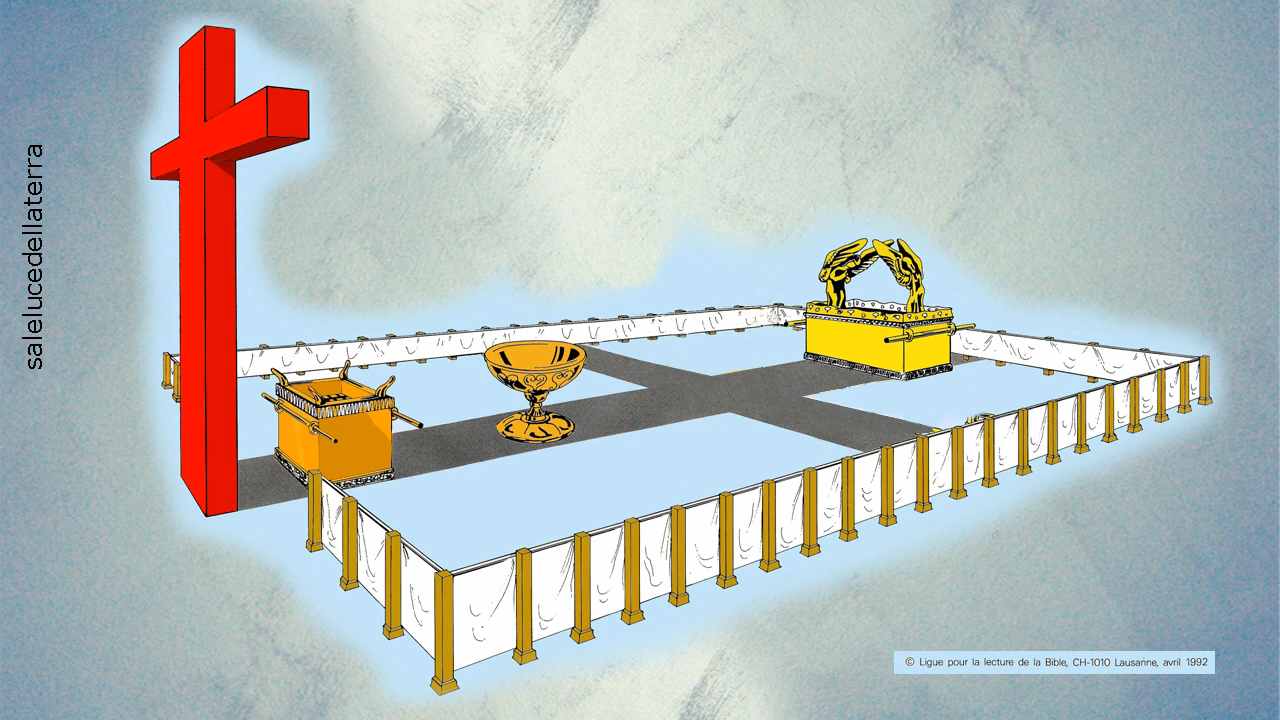 salelucedellaterra
© Ligue pour la lecture de la Bible, CH-1010 Lausanne, avril 1992